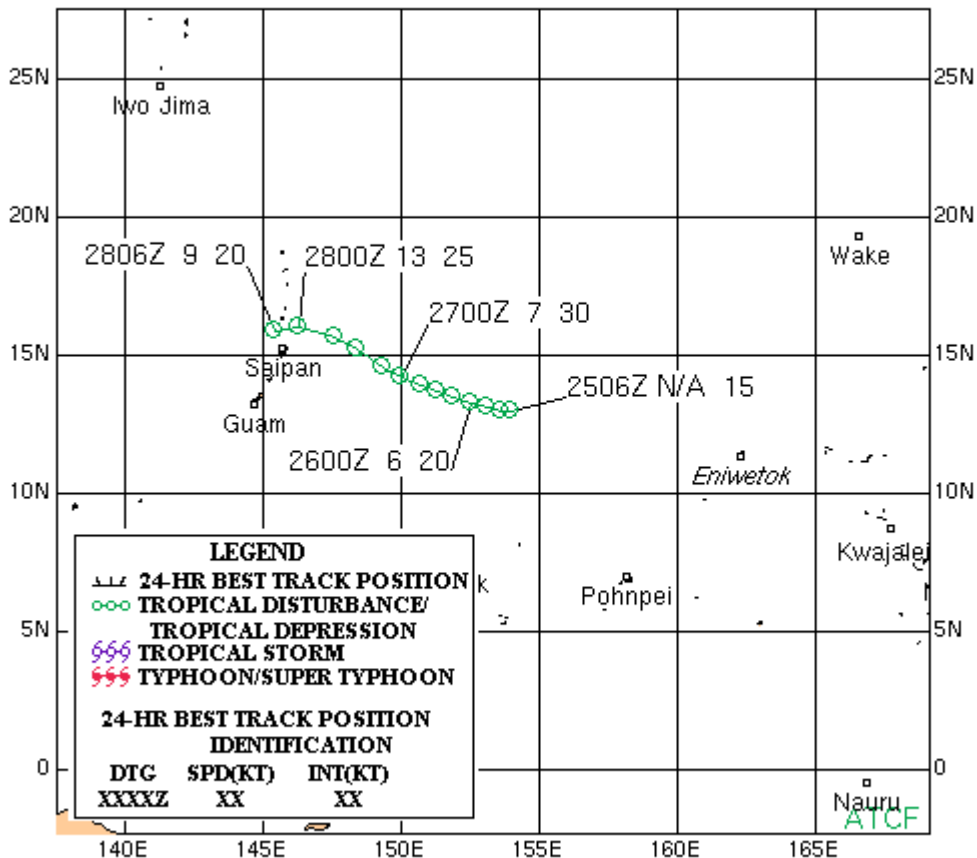 25N
25N
Iwo Jima
20N
20N
2806Z 9 20
2800Z 13 25
Wake
2700Z 7 30
15N
15N
Saipan
2506Z N/A 15
Guam
2600Z 6 20
Eniwetok
10N
10N
LEGEND
Kwajalei
24-HR BEST TRACK POSITION
k
Pohnpei
TROPICAL DISTURBANCE/
TROPICAL DEPRESSION
5N
5N
TROPICAL STORM
TYPHOON/SUPER TYPHOON
24-HR BEST TRACK POSITION
IDENTIFICATION
DTG SPD(KT) INT(KT)
0
0
XXXXZ XX XX
Nauru
ATCF
140E 145E 150E 155E 160E 165E